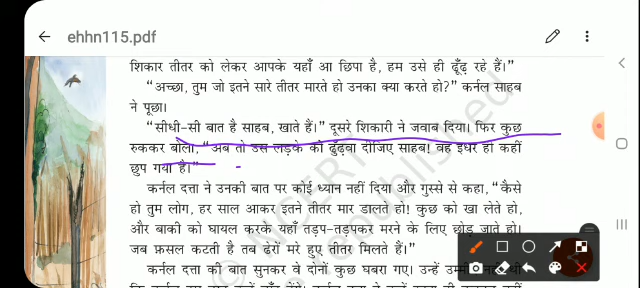 ehhn115.pdf
शिकार तीतर को लेकर आपके यहाँ आ छिपा है, हम उसे ही ढूँढ़ रहे हैं।”
“अच्छा, तुम जो इतने सारे तीतर मारते हो उनका क्या करते हो?” कर्नल साहब
ने पूछा।
“सीधी-सी बात है साहब, खाते हैं।” दूसरे शिकारी ने जवाब दिया। फिर कुछ
रुककर बोला, “अब तो उस लड़के को ढुँढ़वा दीजिए साहब! वह इधर ही कहीं
छुप गया है।”
कर्नल दत्ता ने उनकी बात पर कोई ध्यान नहीं दिया और गुस्से से कहा, “कैसे
हो तुम लोग, हर साल आकर इतने तीतर मार डालते हो! कुछ को खा लेते हो,
और बाकी को घायल करके यहाँ तड़प-तड़पकर मरने के लिए छोड़ जाते हो।
जब फ़सल कटती है तब ढेरों मरे हुए तीतर मिलते हैं।”
कर्नल दत्ता की बात सुनकर वे दोनों कुछ घबरा गए। उन्हें